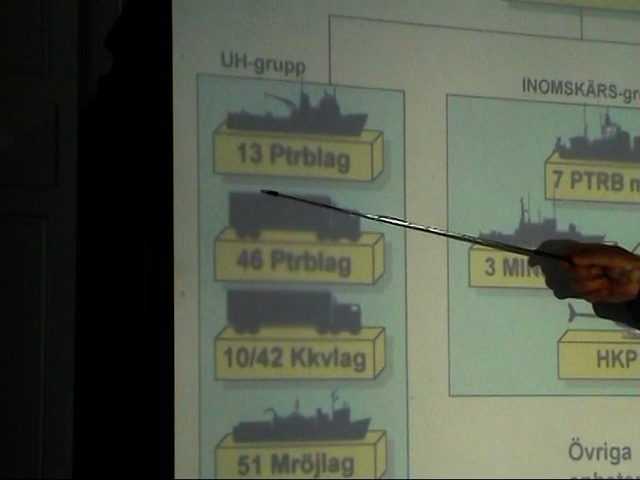 UH-grupp
13 Ptrblag
46 Ptrblag
10/42 Kkvlag
51 Mröjlag
INOMSKÄRS-gr
7 PTRB m
3 MIN
HKP
Övriga